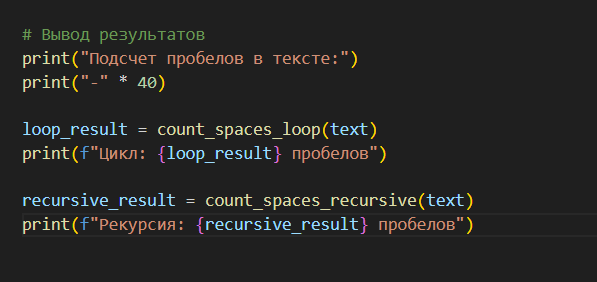 # Вывод результатов
print("Подсчет пробелов в тексте:")
print("-" * 40)
loop_result = count_spaces_loop(text)
print(f"Цикл: {loop_result} пробелов")
recursive_result = count_spaces_recursive(text)
print(f"Рекурсия: {recursive_result} пробелов")